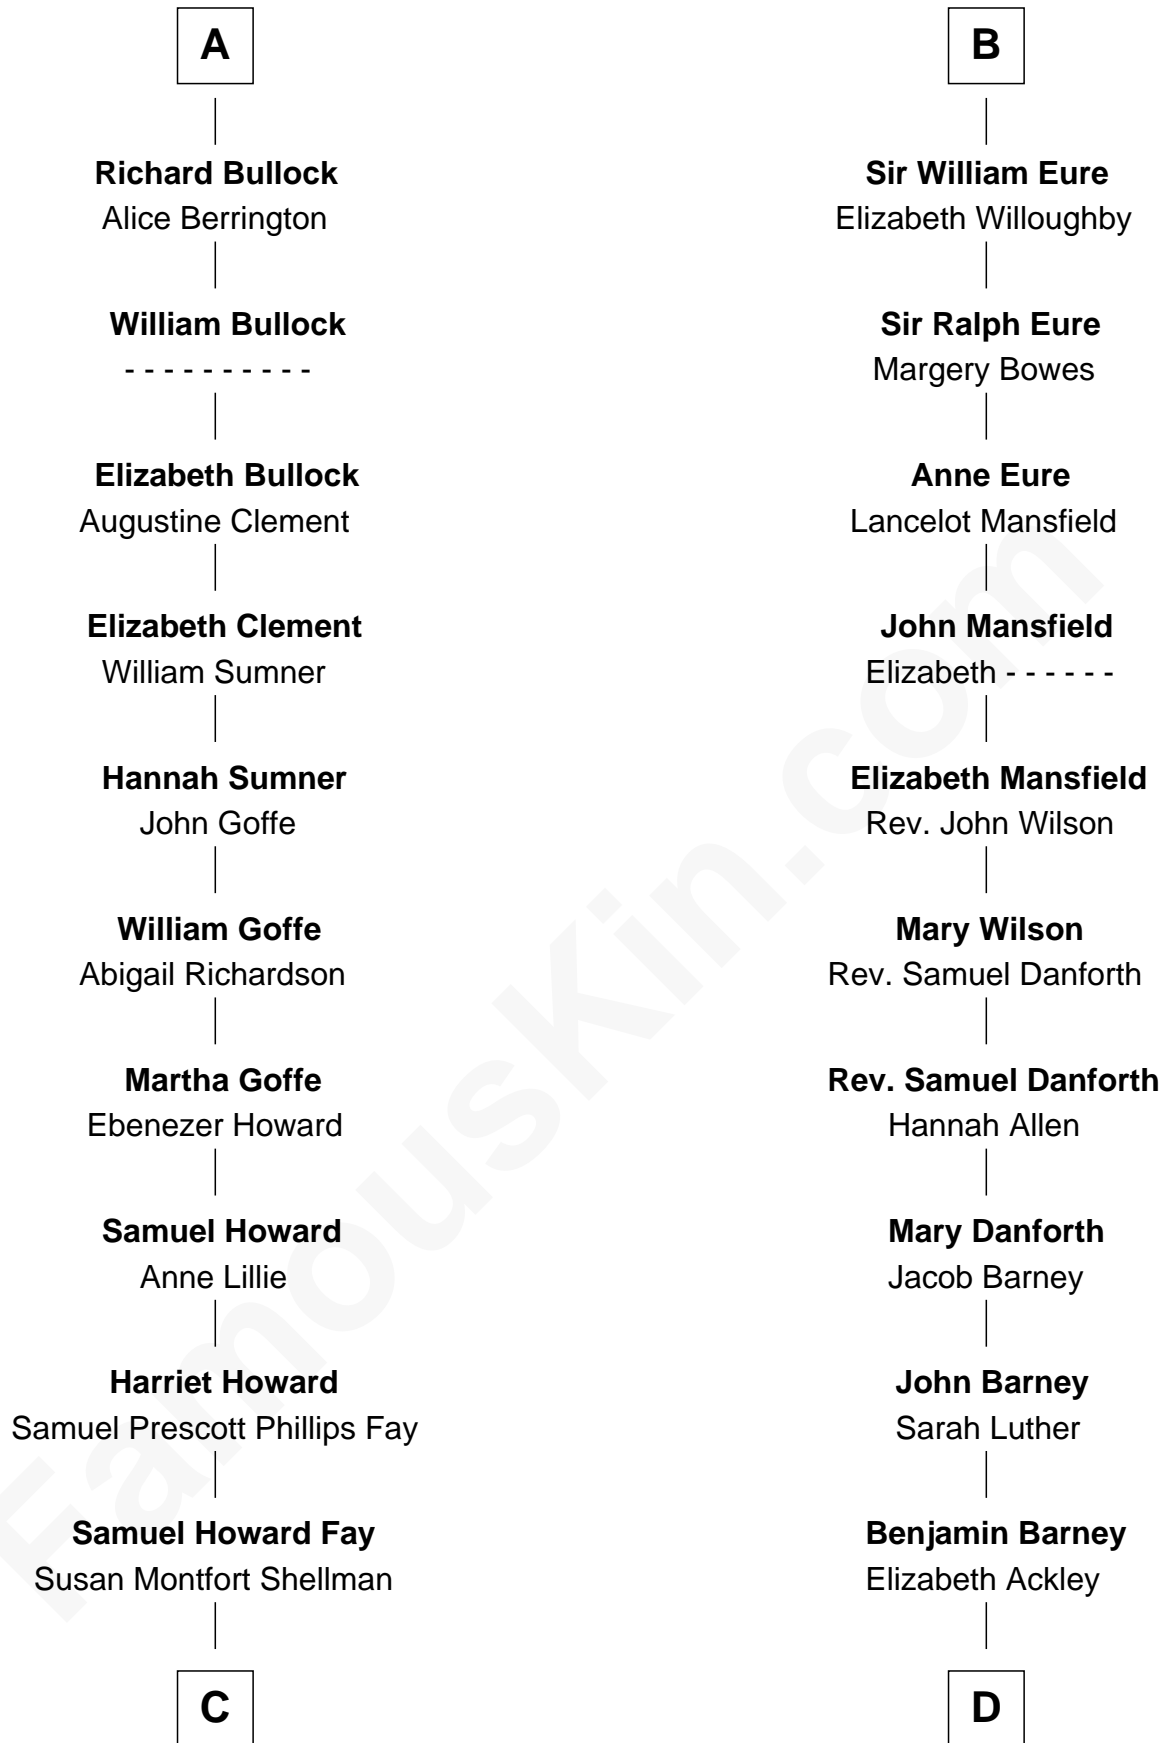 A
Richard Bullock
Alice Berrington
William Bullock
- - - - - - - - - -
Elizabeth Bullock
Augustine Clement
Elizabeth Clement
William Sumner
Hannah Sumner
John Goffe
William Goffe
Abigail Richardson
Martha Goffe
Ebenezer Howard
Samuel Howard
Anne Lillie
Harriet Howard
Samuel Prescott Phillips Fay
Samuel Howard Fay
Susan Montfort Shellman
C
B
Sir William Eure
Elizabeth Willoughby
Sir Ralph Eure
Margery Bowes
Anne Eure
Lancelot Mansfield
John Mansfield
Elizabeth - - - - - -
Elizabeth Mansfield
Rev. John Wilson
Mary Wilson
Rev. Samuel Danforth
Rev. Samuel Danforth
Hannah Allen
Mary Danforth
Jacob Barney
John Barney
Sarah Luther
Benjamin Barney
Elizabeth Ackley
D
FamousKin.com